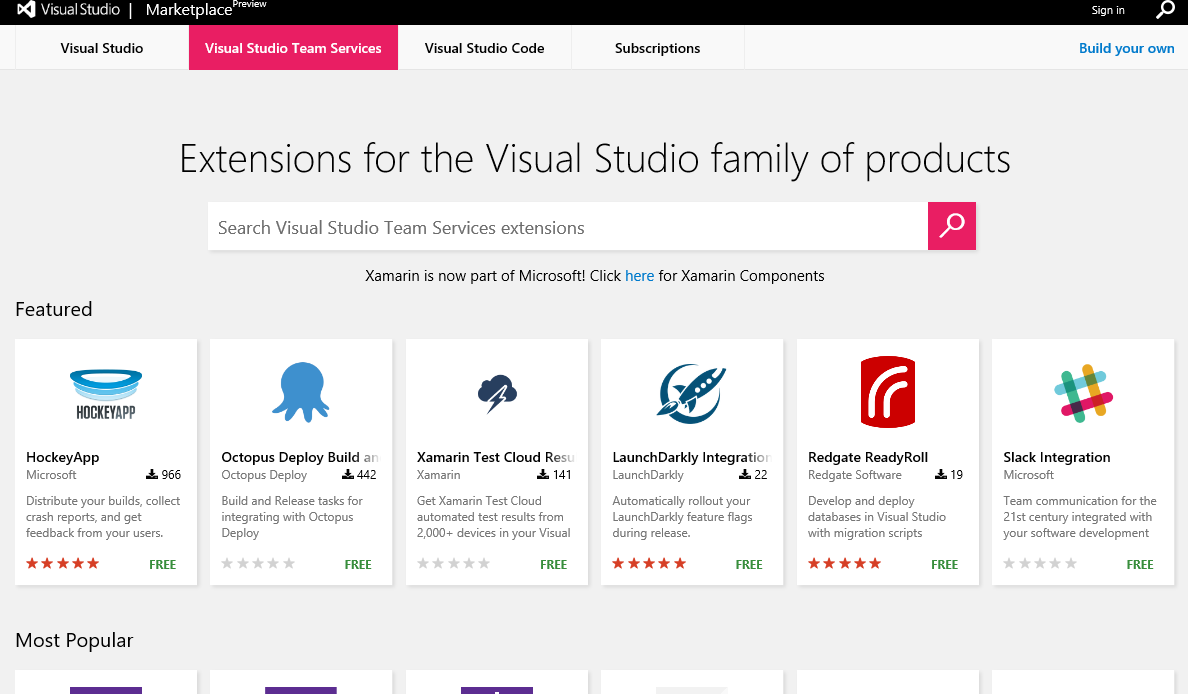 Visual Studio | Marketplace Preview
Sign in
Visual Studio
Visual Studio Team Services
Visual Studio Code
Subscriptions
Build your own
Extensions for the Visual Studio family of products
Search Visual Studio Team Services extensions
Xamarin is now part of Microsoft! Click here for Xamarin Components
Featured
HOCKEYAPP
HockeyApp
Microsoft 966
Distribute your builds, collect
crash reports, and get
feedback from your users.
FREE
Octopus Deploy Build an
Octopus Deploy 442
Build and Release tasks for
integrating with Octopus
Deploy
FREE
Xamarin Test Cloud Resu
Xamarin 141
Get Xamarin Test Cloud
automated test results from
2,000+ devices in your Visual
FREE
LaunchDarkly Integration
LaunchDarkly 22
Automatically rollout your
LaunchDarkly feature flags
during release.
FREE
Redgate ReadyRoll
Redgate Software 19
Develop and deploy
databases in Visual Studio
with migration scripts
FREE
Slack Integration
Microsoft
Team communication for the
21st century integrated with
your software development
FREE
Most Popular